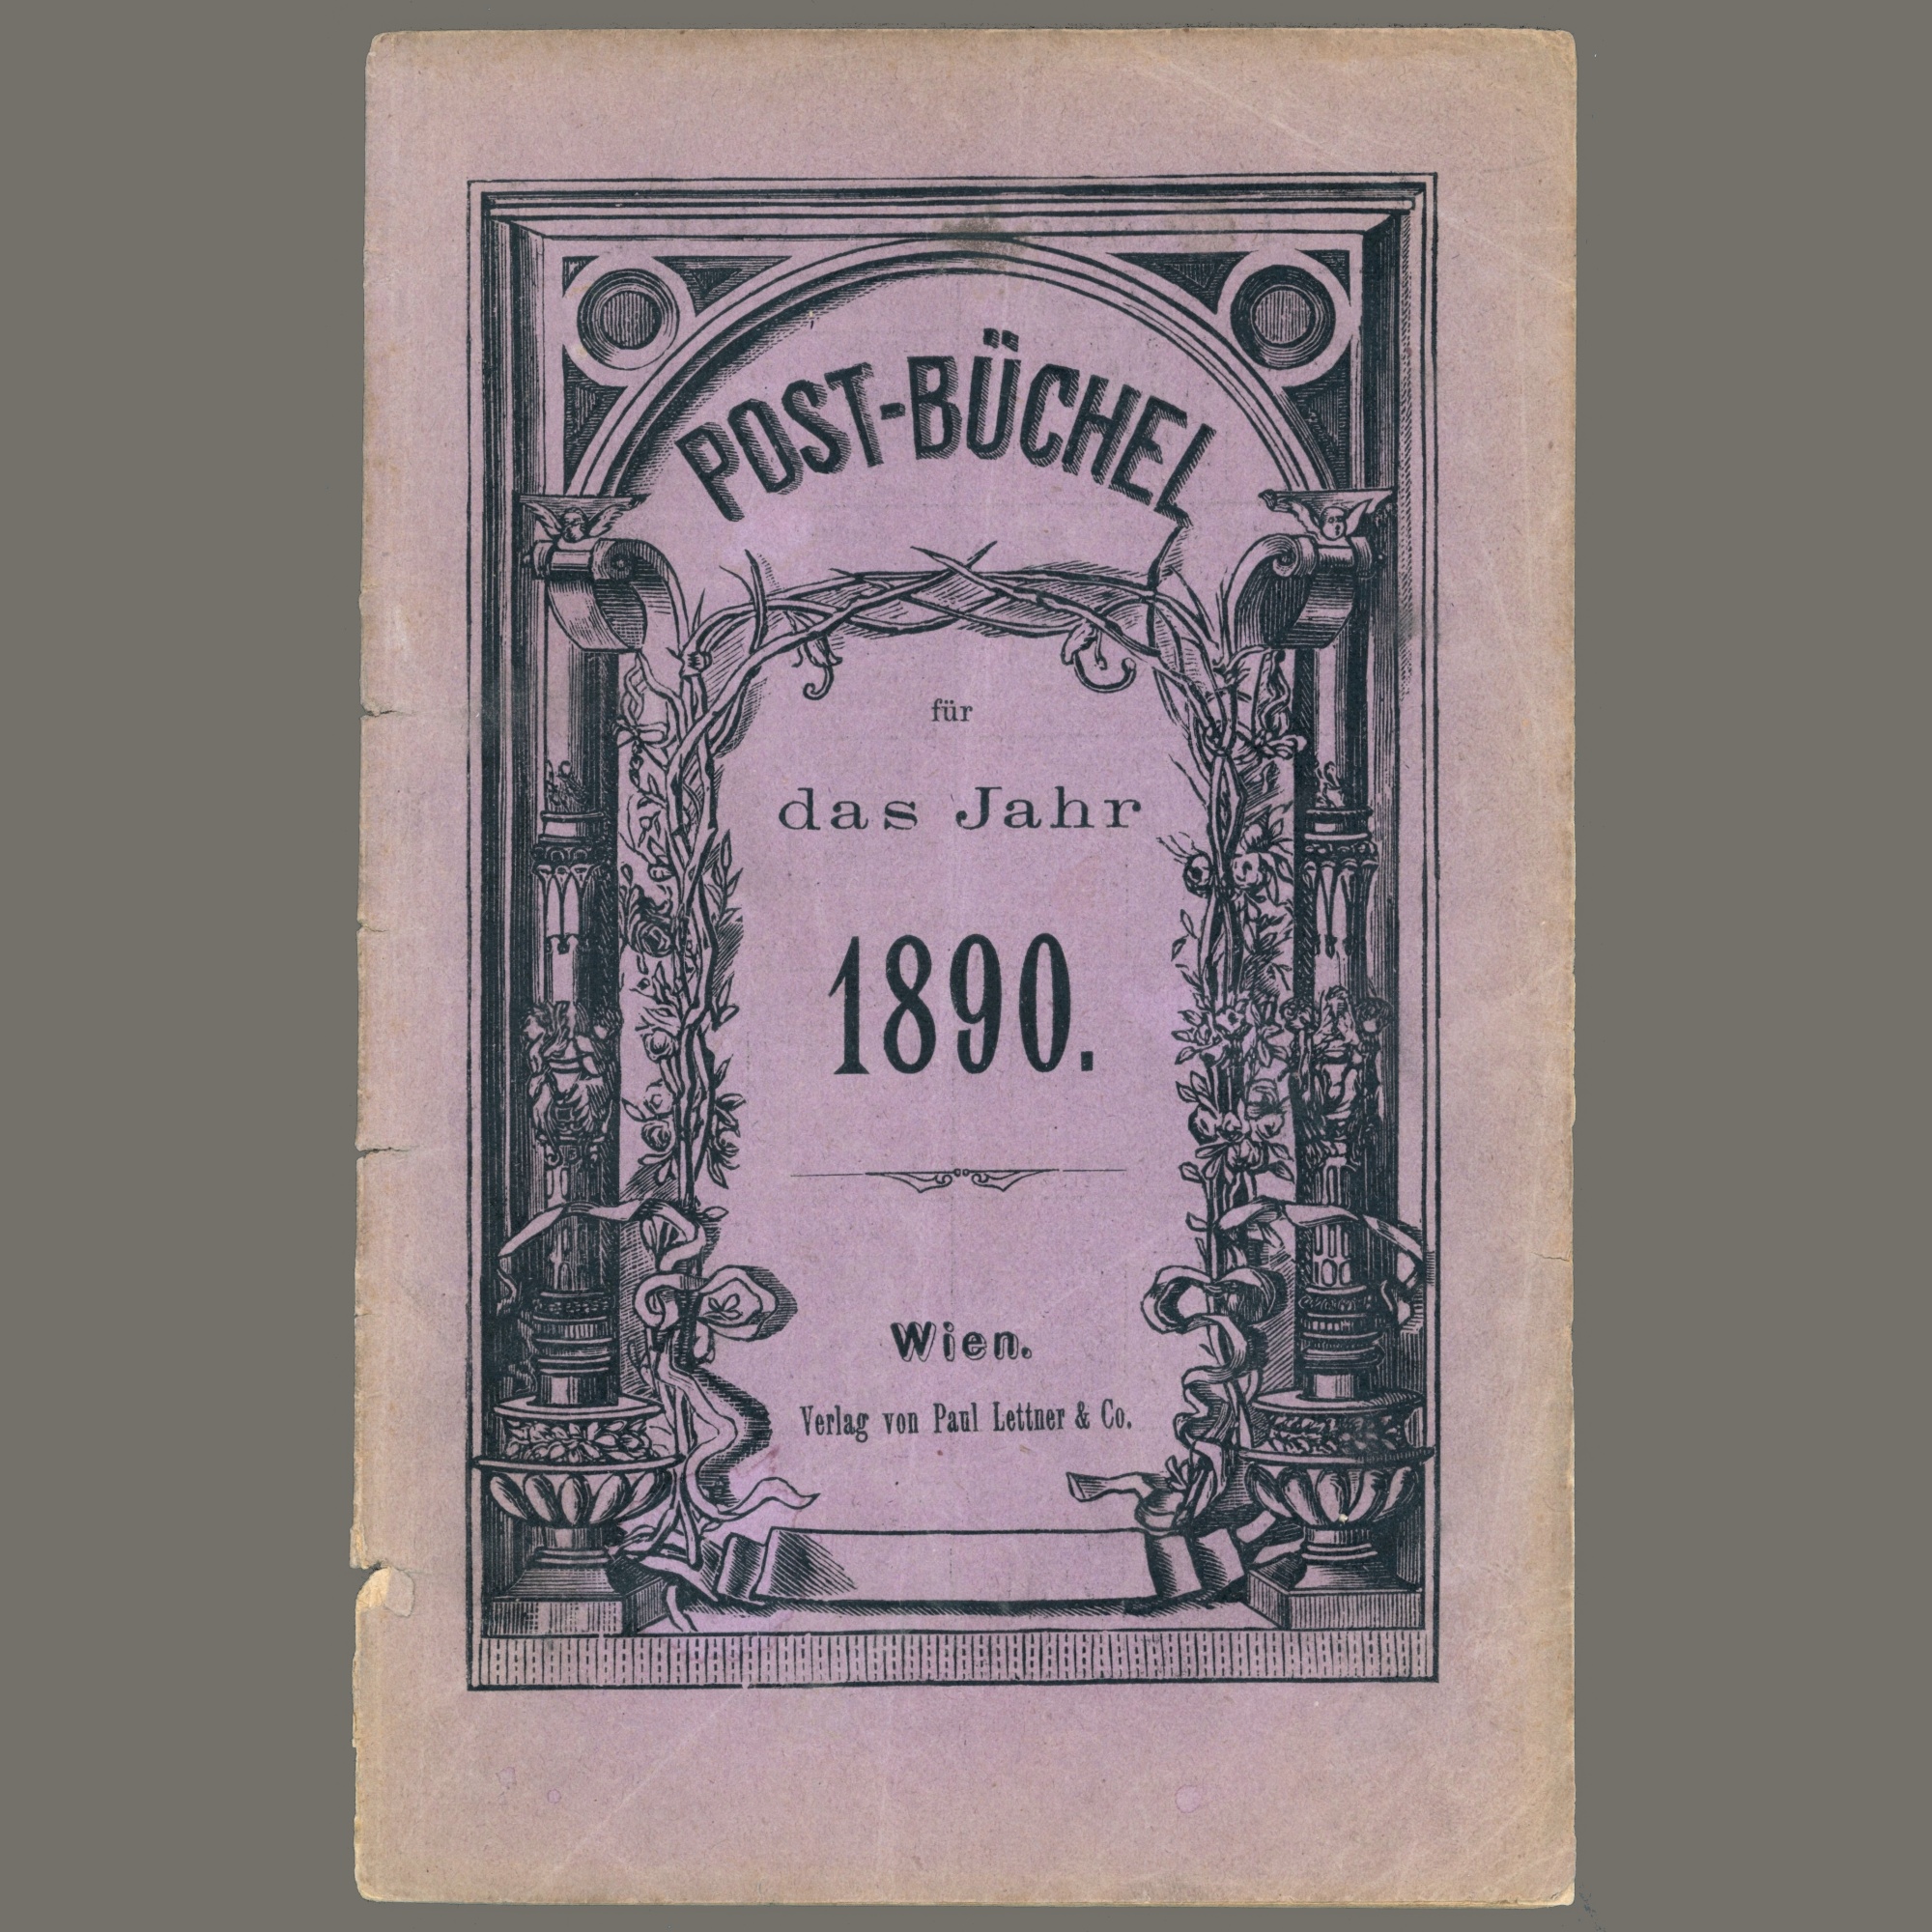 POST-BÜCHEL
für
das Jahr
1890.
Wien.
Verlag von Paul Lettner & Co.